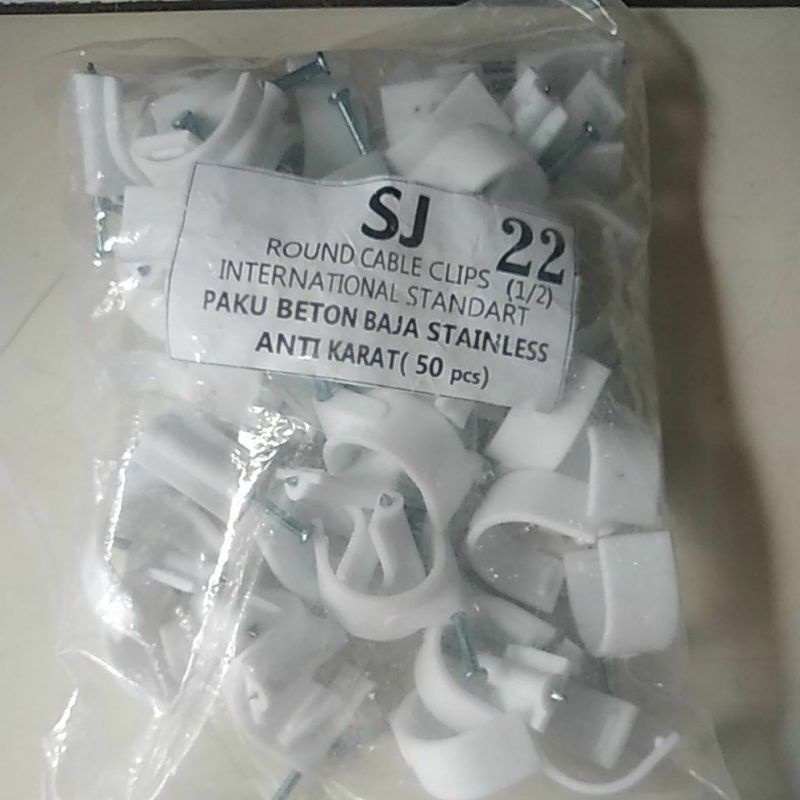 SJ
22
ROUND CABLE CLIPS (1/2)
INTERNATIONAL STANDART
PAKU BETON BAJA STAINLESS
ANTI KARAT( 50 pcs)